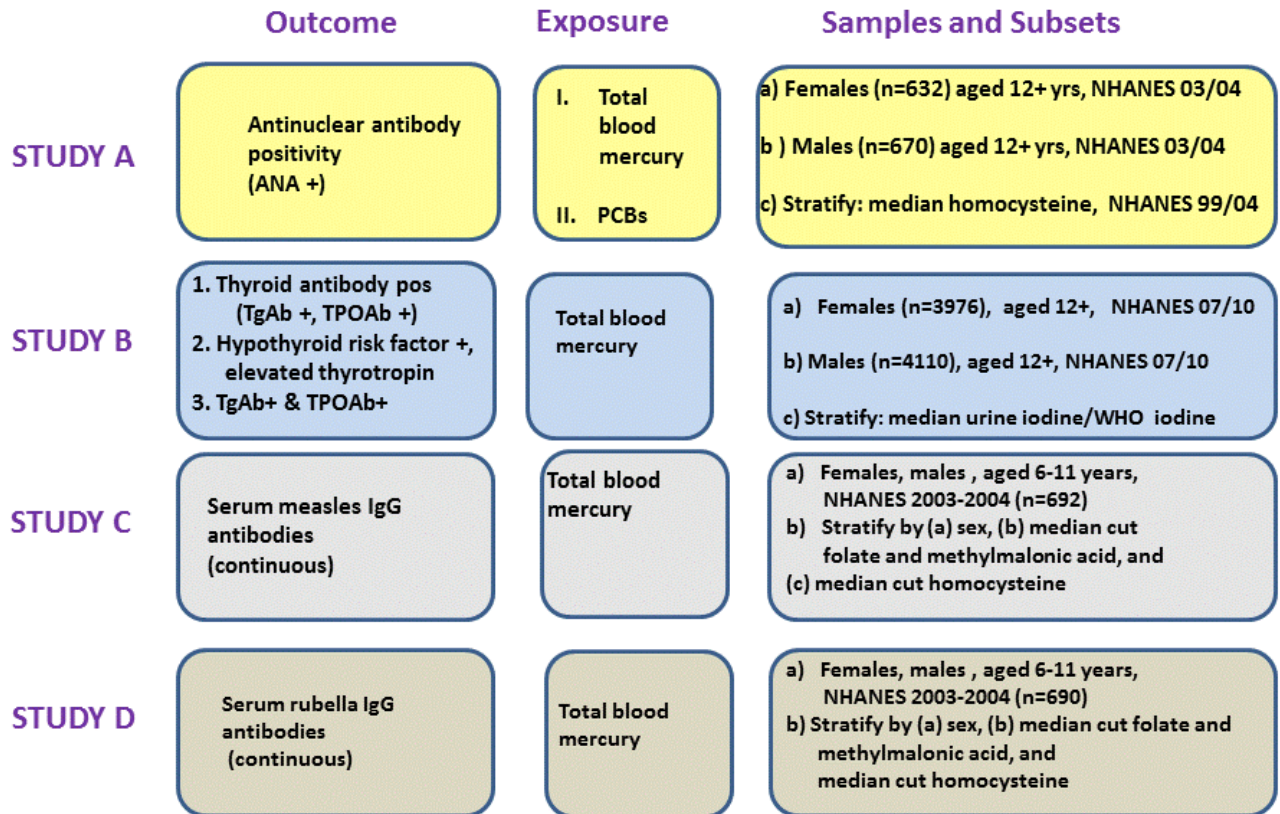 Outcome Exposure Samples and Subsets
STUDY A
Antinuclear antibody
positivity
(ANA +)
I. Total
blood
mercury
II. PCBs
a) Females (n=632) aged 12+ yrs, NHANES 03/04
b ) Males (n=670) aged 12+ yrs, NHANES 03/04
c) Stratify: median homocysteine, NHANES 99/04
STUDY B
1. Thyroid antibody pos
(TgAb +, TPOAb +)
2. Hypothyroid risk factor +,
elevated thyrotropin
3. TgAb+ & TPOAb+
Total blood
mercury
a) Females (n=3976), aged 12+, NHANES 07/10
b) Males (n=4110), aged 12+, NHANES 07/10
c) Stratify: median urine iodine/WHO iodine
STUDY C
Serum measles IgG
antibodies
(continuous)
Total blood
mercury
a) Females, males , aged 6-11 years,
NHANES 2003-2004 (n=692)
b) Stratify by (a) sex, (b) median cut
folate and methylmalonic acid, and
(c) median cut homocysteine
STUDY D
Serum rubella IgG
antibodies
(continuous)
Total blood
mercury
a) Females, males , aged 6-11 years,
NHANES 2003-2004 (n=690)
b) Stratify by (a) sex, (b) median cut folate and
methylmalonic acid, and
median cut homocysteine